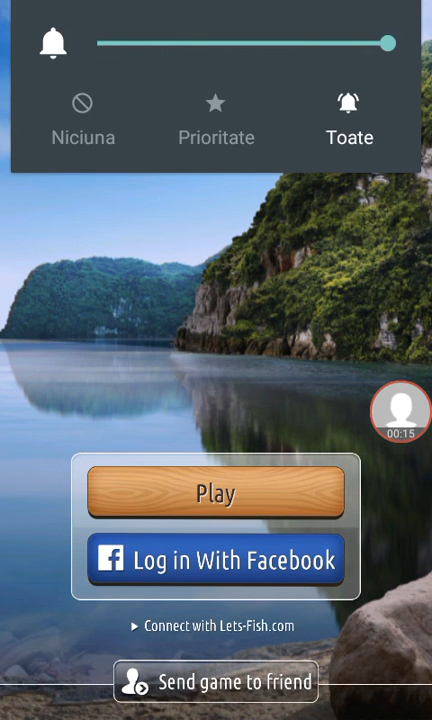 Niciuna
Prioritate
Toate
00:15
Play
Log in With Facebook
Connect with Lets-Fish.com
Send game to friend